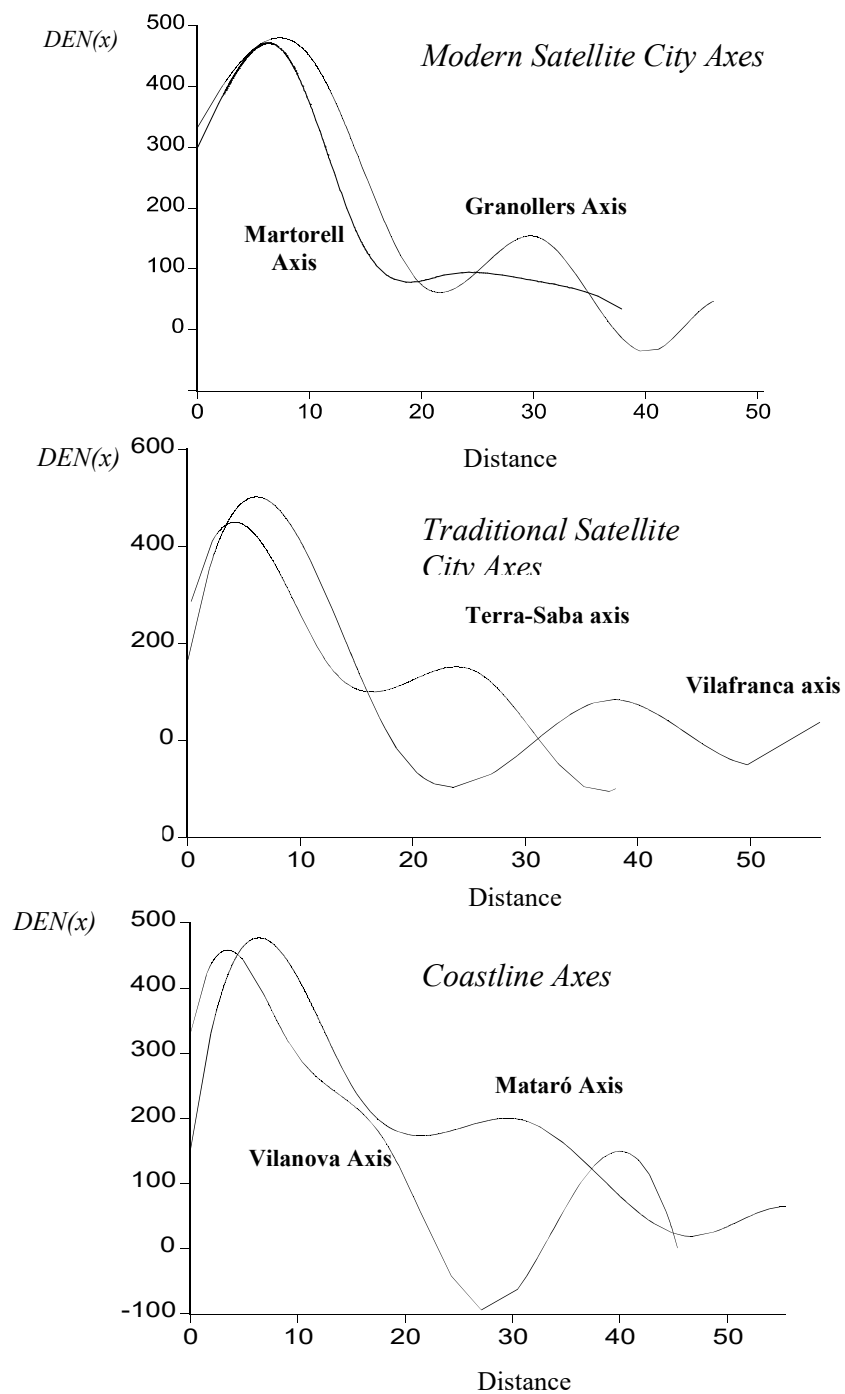 DEN(x)
500
Modern Satellite City Axes
400
300
200
Granollers Axis
Martorell
Axis
100
0
0 10 20 30 40 50
Distance
DEN(x)
600
Traditional Satellite
City Axes
400
Terra-Saba axis
200
Vilafranca axis
0
0
0 10 20 30 40 50
Distance
DEN(x)
500
Coastline Axes
400
300
Mataró Axis
200
Vilanova Axis
100
0
-100
0 10 20 30 40 50
Distance